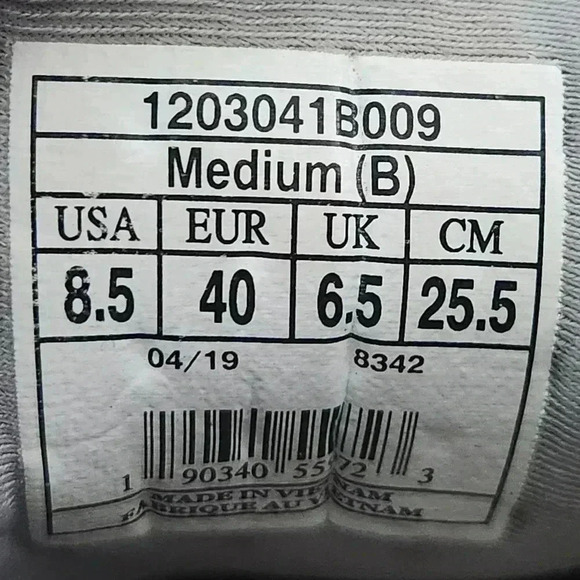 1203041B009
Medium (B)
USA EUR UK CM
8.5 40 6.5 25.5
04/19 8342
1 90340 3
MADE IN VIETNAM
FABRIQUE AU VIETNAM